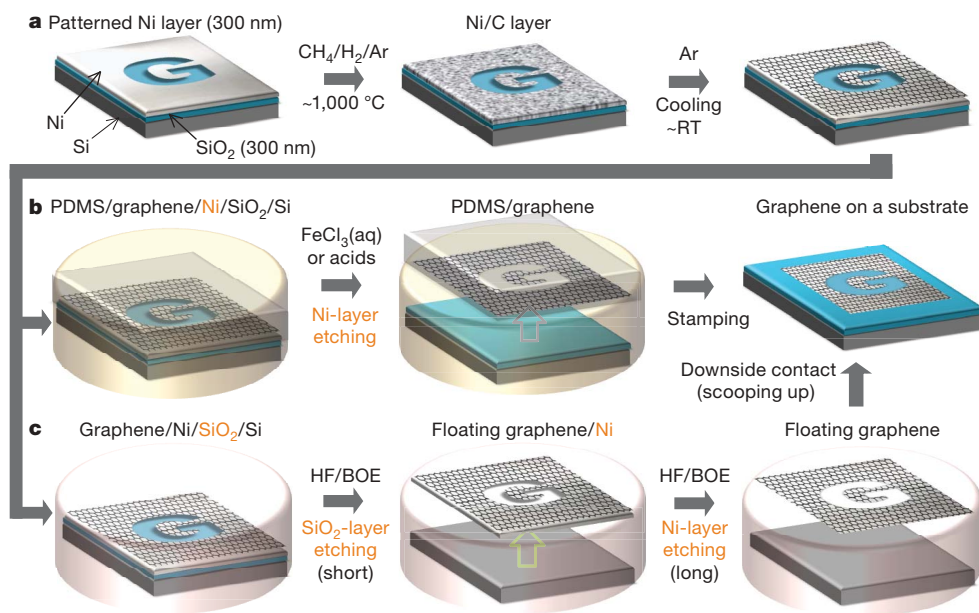 a Patterned Ni layer (300 nm)
CH4/H2/Ar
~1,000 °C
Ni/C layer
Ar
Cooling
~RT
Ni
Si
SiO2 (300 nm)
b PDMS/graphene/Ni/SiO2/Si
FeCl3(aq)
or acids
Ni-layer
etching
PDMS/graphene
Stamping
Graphene on a substrate
Downside contact
(scooping up)
c Graphene/Ni/SiO2/Si
HF/BOE
SiO2-layer
etching
(short)
Floating graphene/Ni
HF/BOE
Ni-layer
etching
(long)
Floating graphene